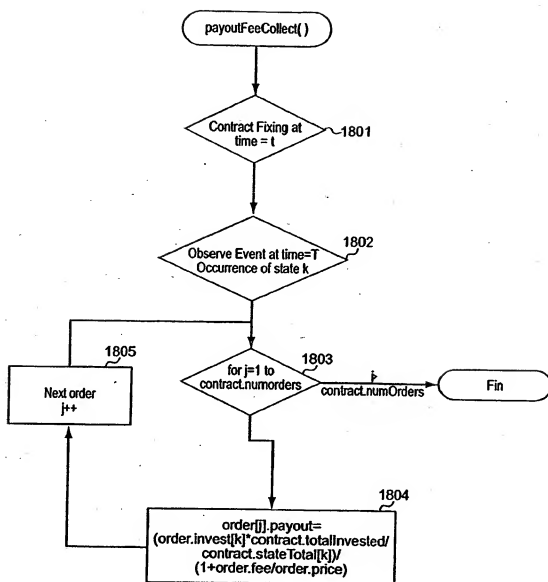 payoutFeeCollect( )
Contract Fixing at
time = t
1801
1802
Observe Event at time=T
Occurrence of state k
1803
for j=1 to
contract.numorders
contract.numOrders
Fin
1805
Next order
j++
1804
order[j].payout=
(order.invest[k]*contract.totalInvested/
contract.stateTotal[k])/
(1+order.fee/order.price)